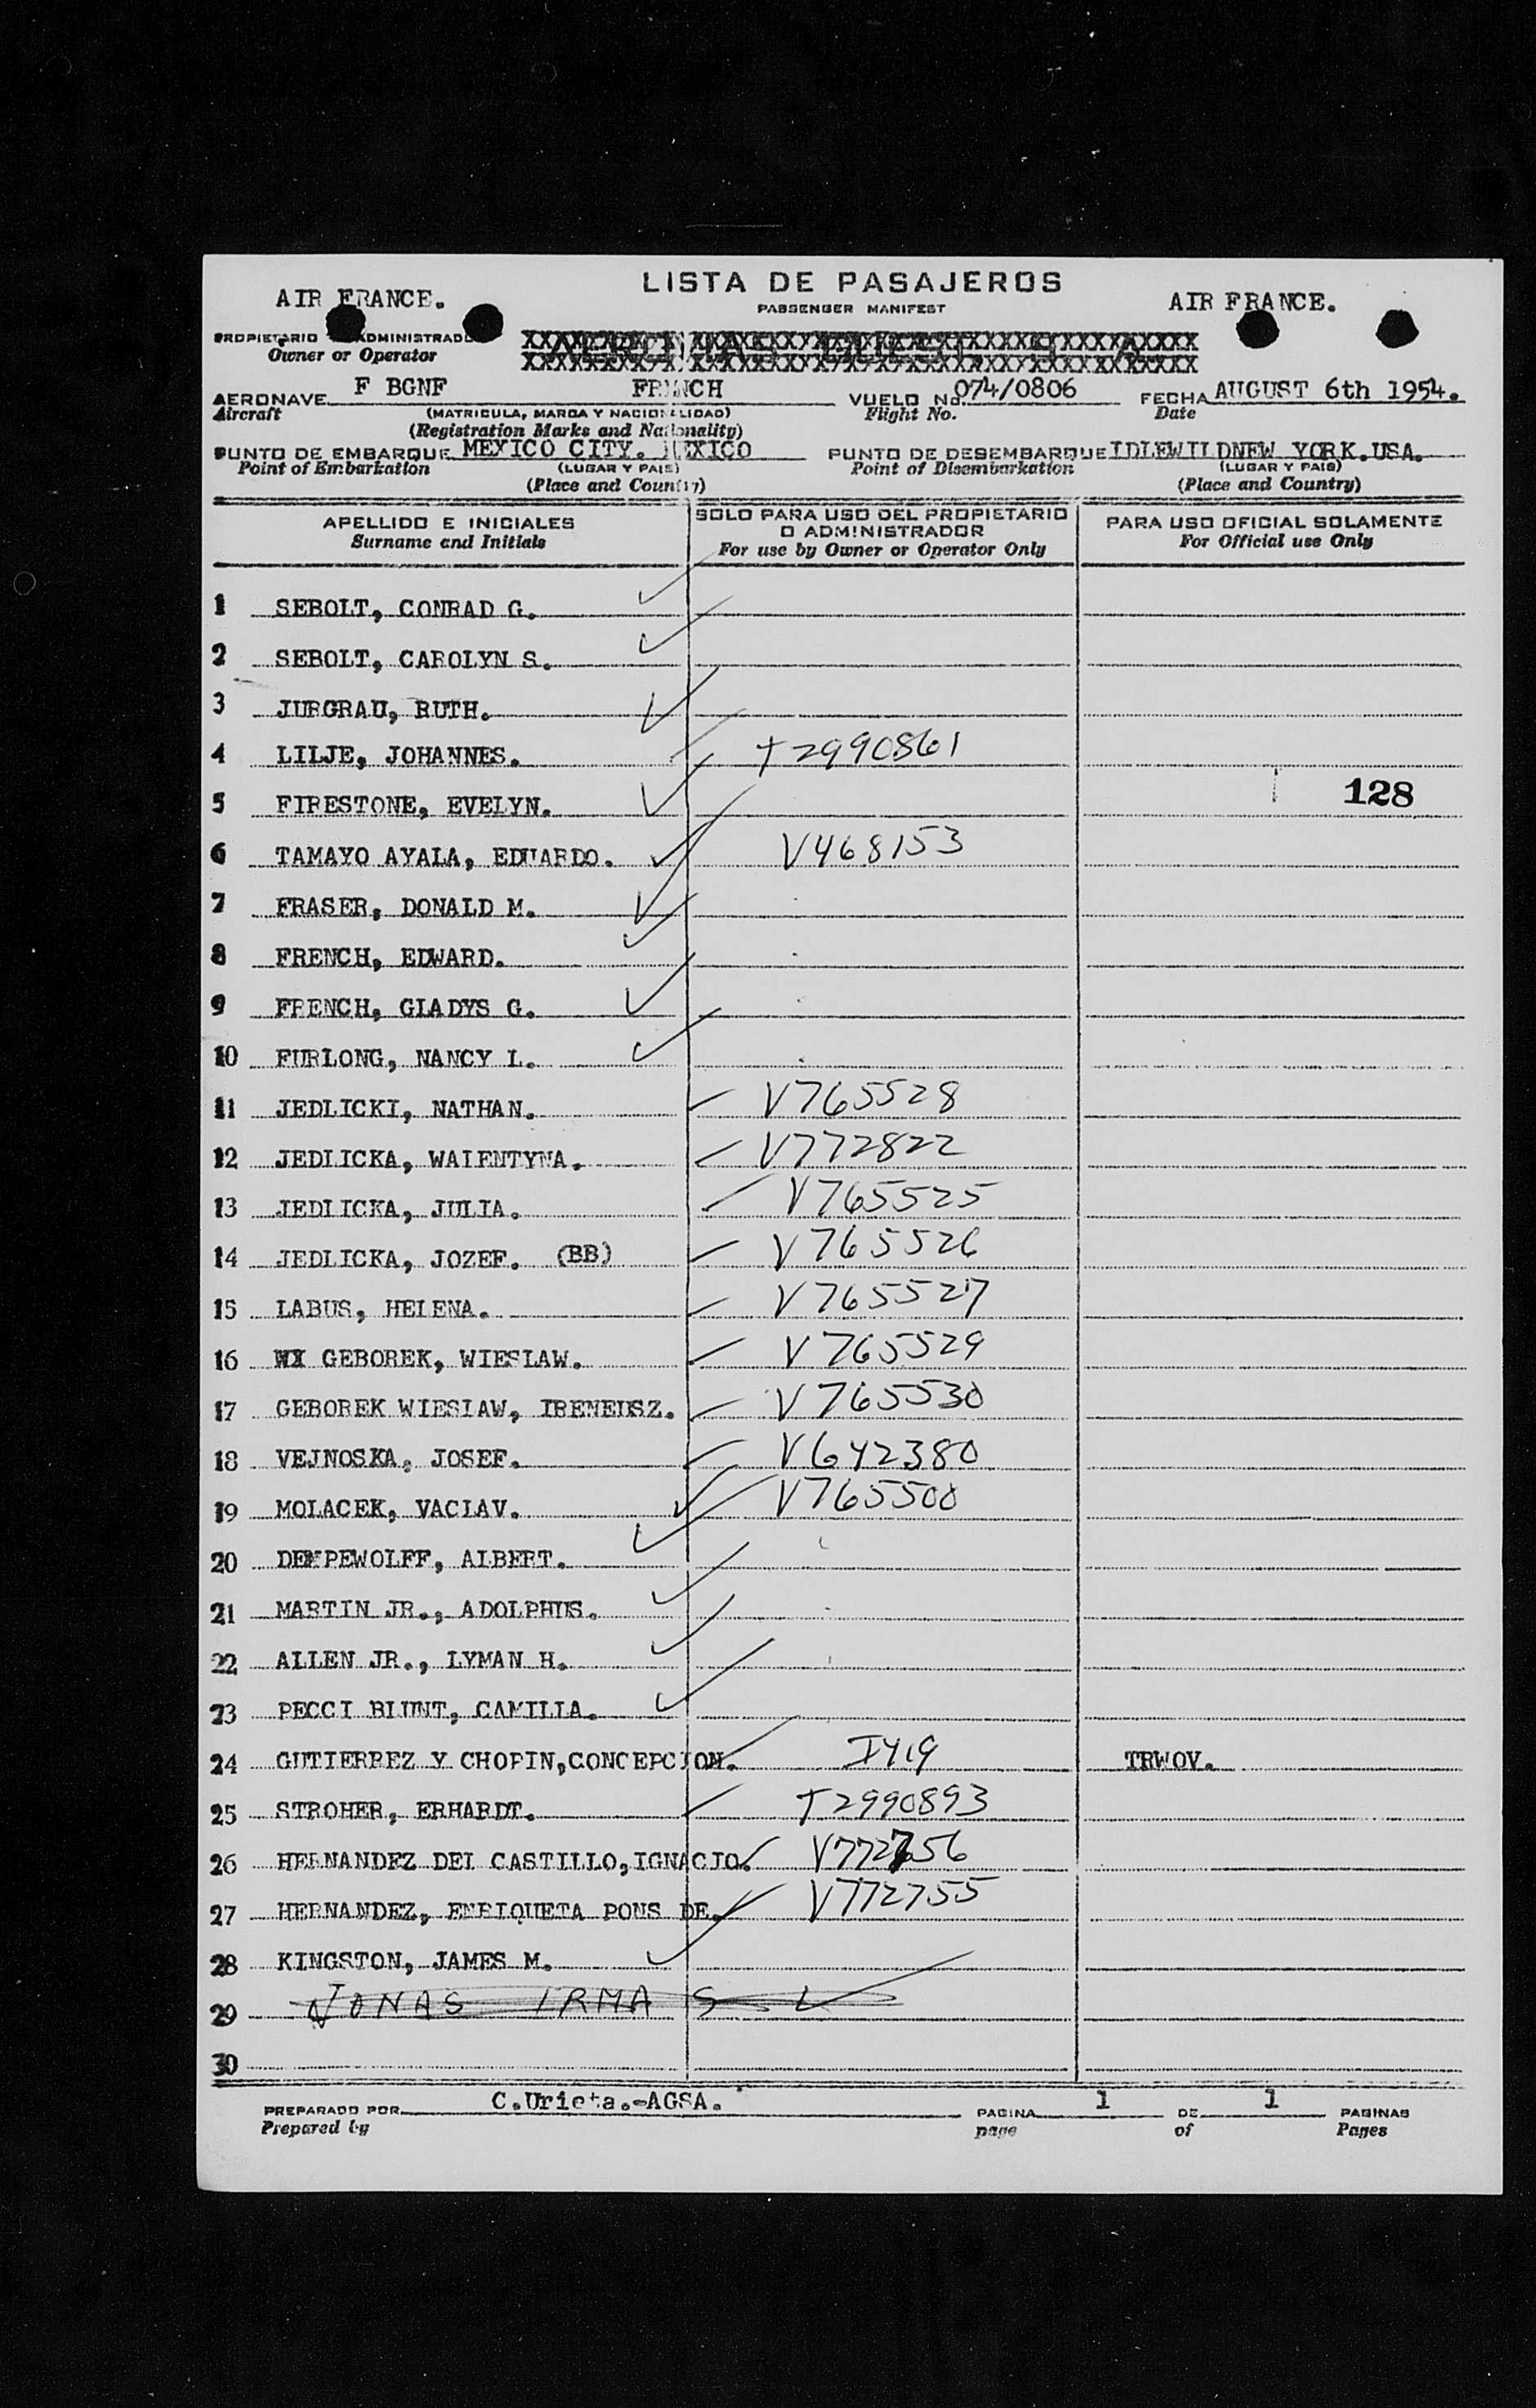 LISTA DE PASAJEROS
PASSENGER MANIFEST
AIR FRANCE.
AIR FRANCE.
PROPIETARIO ADMINISTRADOR
Owner or Operator
AERONAVE F BGNF FRENCH VUELO No. 074/0806 FECHA AUGUST 6th 1954.
Aircraft (MATRICULA, MARCA Y NACIONALIDAD) Flight No. Date
(Registration Marks and Nationality)
PUNTO DE EMBARQUE MEXICO CITY. MEXICO PUNTO DE DESEMBARQUE IDLEWILDNEW YORK.USA.
Point of Embarkation (LUGAR Y PAIS) Point of Disembarkation (LUGAR Y PAIS)
(Place and Country) (Place and Country)
APELLIDO E INICIALES
Surname and Initials
SOLO PARA USO DEL PROPIETARIO
O ADMINISTRADOR
For use by Owner or Operator Only
PARA USO OFICIAL SOLAMENTE
For Official use Only
1 SEBOLT, CONRAD G.
2 SEBOLT, CAROLYN S.
3 JURGRAU, RUTH.
4 LILJE, JOHANNES. T2990861
5 FIRESTONE, EVELYN. 128
6 TAMAYO AYALA, EDUARDO. V468153
7 FRASER, DONALD M.
8 FRENCH, EDWARD.
9 FRENCH, GLADYS G.
10 FURLONG, NANCY L.
11 JEDLICKI, NATHAN. V765528
12 JEDLICKA, WALENTYNA. V772822
13 JEDLICKA, JULIA. V765525
14 JEDLICKA, JOZEF. (BB) V765526
15 LABUS, HELENA. V765527
16 WX GEBOREK, WIESLAW. V765529
17 GEBOREK WIESLAW, IRENEUSZ. V765530
18 VEJNOSKA, JOSEF. V642380
19 MOLACEK, VACLAV. V765500
20 DEMPEWOLFF, ALBERT.
21 MARTIN JR., ADOLPHUS.
22 ALLEN JR., LYMAN H.
23 PECCI BLUNT, CAMILLA.
24 GUTIERREZ Y CHOPIN,CONCEPCION. I419 TRWOV.
25 STROHER, ERHARDT. T2990893
26 HERNANDEZ DEL CASTILLO,IGNACIO. V772756
27 HERNANDEZ, ENRIQUETA PONS DE. V772755
28 KINGSTON, JAMES M.
29 JONAS IRMA S
30
PREPARADO POR C.Urieta.-AGSA. PAGINA 1 DE 1 PAGINAS
Prepared by page of Pages